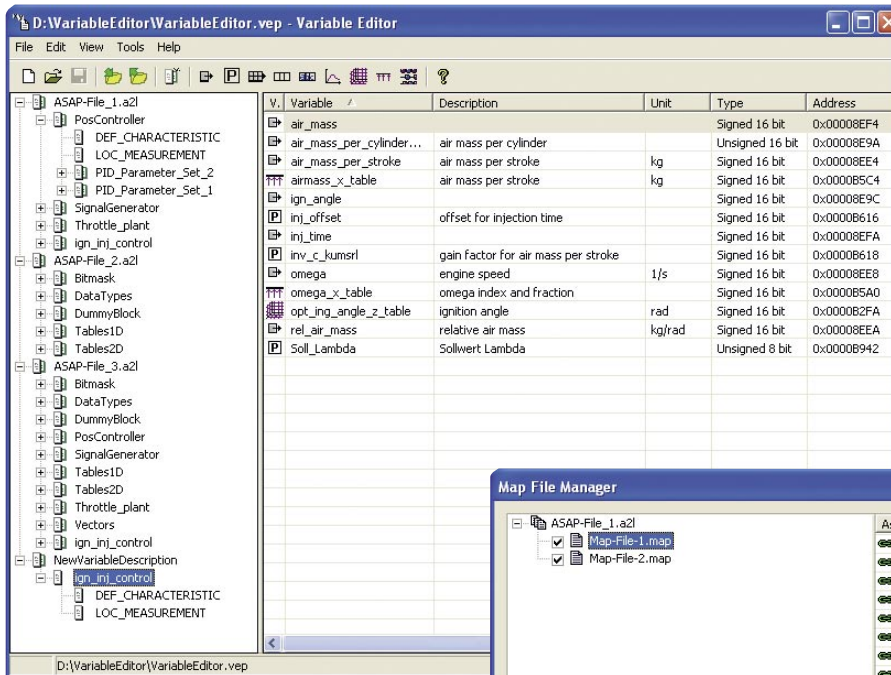 D:\VariableEditor\VariableEditor.vep - Variable Editor
File Edit View Tools Help
ASAP-File_1.a2l
PosController
DEF_CHARACTERISTIC
LOC_MEASUREMENT
PID_Parameter_Set_2
PID_Parameter_Set_1
SignalGenerator
Throttle_plant
ign_inj_control
ASAP-File_2.a2l
Bitmask
DataTypes
DummyBlock
Tables1D
Tables2D
ASAP-File_3.a2l
Bitmask
DataTypes
DummyBlock
PosController
SignalGenerator
Tables1D
Tables2D
Throttle_plant
Vectors
ign_inj_control
NewVariableDescription
ign_inj_control
DEF_CHARACTERISTIC
LOC_MEASUREMENT
V. Variable Description Unit Type Address
air_mass Signed 16 bit 0x00008EF4
air_mass_per_cylinder... air mass per cylinder Unsigned 16 bit 0x00008E9A
air_mass_per_stroke air mass per stroke kg Signed 16 bit 0x00008EE4
airmass_x_table air mass per stroke kg Signed 16 bit 0x0000B5C4
ign_angle Signed 16 bit 0x00008E9C
P inj_offset offset for injection time Signed 16 bit 0x0000B616
inj_time Signed 16 bit 0x00008EFA
P inv_c_kumsrl gain factor for air mass per stroke Signed 16 bit 0x0000B618
omega engine speed 1/s Signed 16 bit 0x00008EE8
omega_x_table omega index and fraction Signed 16 bit 0x0000B5A0
opt_ing_angle_z_table ignition angle rad Signed 16 bit 0x0000B2FA
rel_air_mass relative air mass kg/rad Signed 16 bit 0x00008EEA
P Soll_Lambda Sollwert Lambda Unsigned 8 bit 0x0000B942
Map File Manager
ASAP-File_1.a2l
Map-File-1.map
Map-File-2.map
D:\VariableEditor\VariableEditor.vep